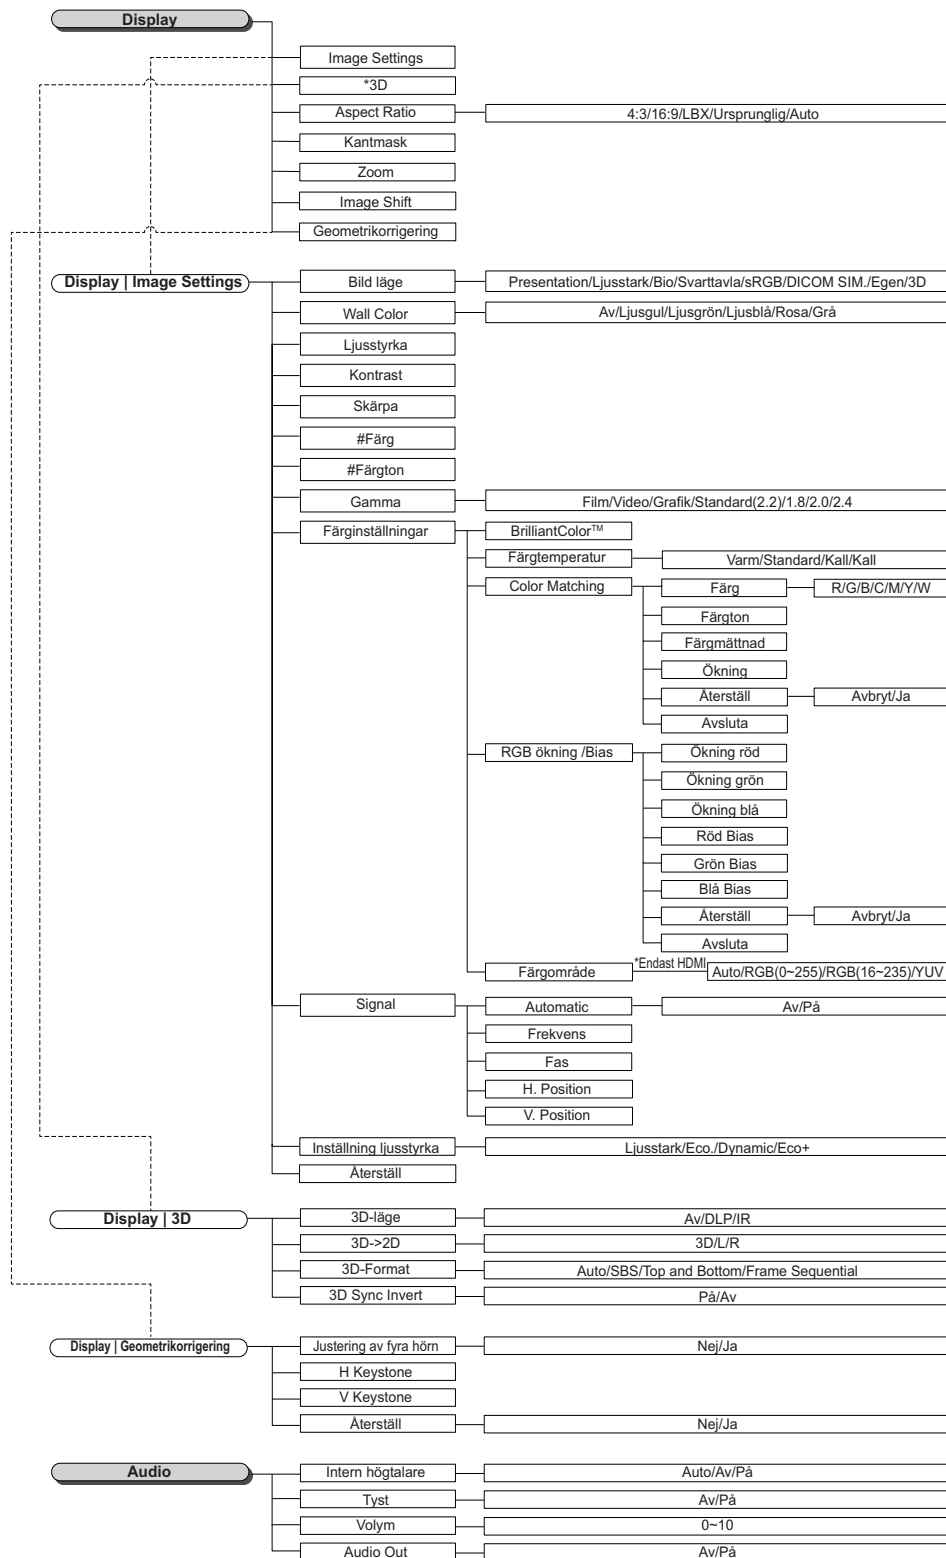 Display
Image Settings
*3D
Aspect Ratio
4:3/16:9/LBX/Ursprunglig/Auto
Kantmask
Zoom
Image Shift
Geometrikorrigering
Display | Image Settings
Bild läge
Presentation/Ljusstark/Bio/Svarttavla/sRGB/DICOM SIM./Egen/3D
Wall Color
Av/Ljusgul/Ljusgrön/Ljusblå/Rosa/Grå
Ljusstyrka
Kontrast
Skärpa
#Färg
#Färgton
Gamma
Film/Video/Grafik/Standard(2.2)/1.8/2.0/2.4
Färginställningar
BrilliantColor™
Färgtemperatur
Varm/Standard/Kall/Kall
Color Matching
Färg
R/G/B/C/M/Y/W
Färgton
Färgmättnad
Ökning
Återställ
Avbryt/Ja
Avsluta
RGB ökning /Bias
Ökning röd
Ökning grön
Ökning blå
Röd Bias
Grön Bias
Blå Bias
Återställ
Avbryt/Ja
Avsluta
Färgområde
*Endast HDMI
Auto/RGB(0~255)/RGB(16~235)/YUV
Signal
Automatic
Av/På
Frekvens
Fas
H. Position
V. Position
Inställning ljusstyrka
Ljusstark/Eco./Dynamic/Eco+
Återställ
Display | 3D
3D-läge
Av/DLP/IR
3D->2D
3D/L/R
3D-Format
Auto/SBS/Top and Bottom/Frame Sequential
3D Sync Invert
På/Av
Display | Geometrikorrigering
Justering av fyra hörn
Nej/Ja
H Keystone
V Keystone
Återställ
Nej/Ja
Audio
Intern högtalare
Auto/Av/På
Tyst
Av/På
Volym
0~10
Audio Out
Av/På